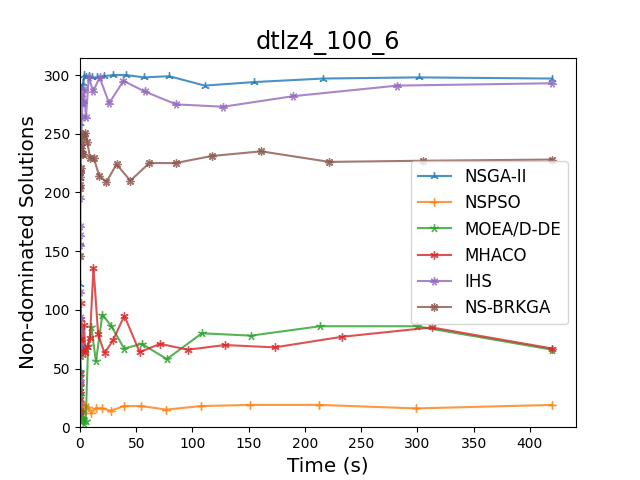 dtlz4_100_6
Non-dominated Solutions
300
250
200
150
100
50
0
NSGA-II
NSPSO
MOEA/D-DE
MHACO
IHS
NS-BRKGA
0 50 100 150 200 250 300 350 400
Time (s)